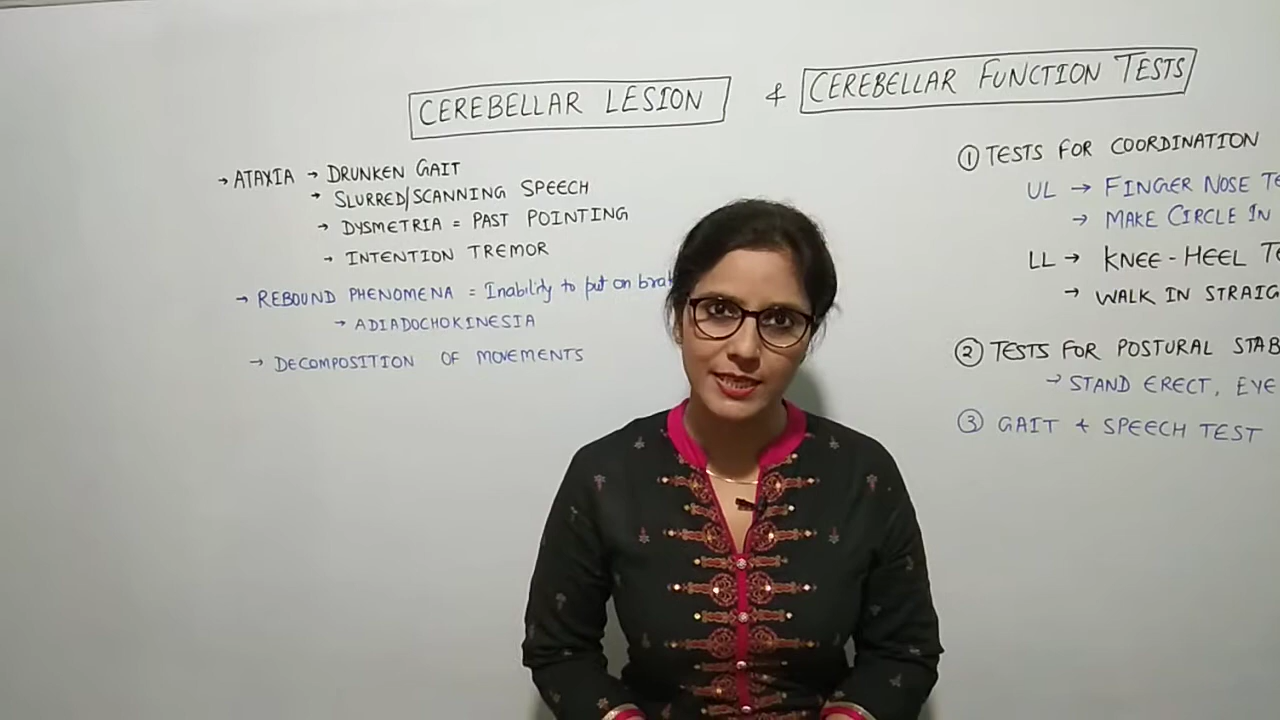 CEREBELLAR LESION & CEREBELLAR FUNCTION TESTS
→ ATAXIA → DRUNKEN GAIT
→ SLURRED/SCANNING SPEECH
→ DYSMETRIA = PAST POINTING
→ INTENTION TREMOR
→ REBOUND PHENOMENA = Inability to put on
→ ADIADOCHOKINESIA
→ DECOMPOSITION OF MOVEMENTS
① TESTS FOR COORDINATION
UL → FINGER NOSE
→ MAKE CIRCLE IN
LL → KNEE-HEEL
→ WALK IN
② TESTS FOR POSTURAL
→ STAND ERECT, EYE
③ GAIT + SPEECH TEST